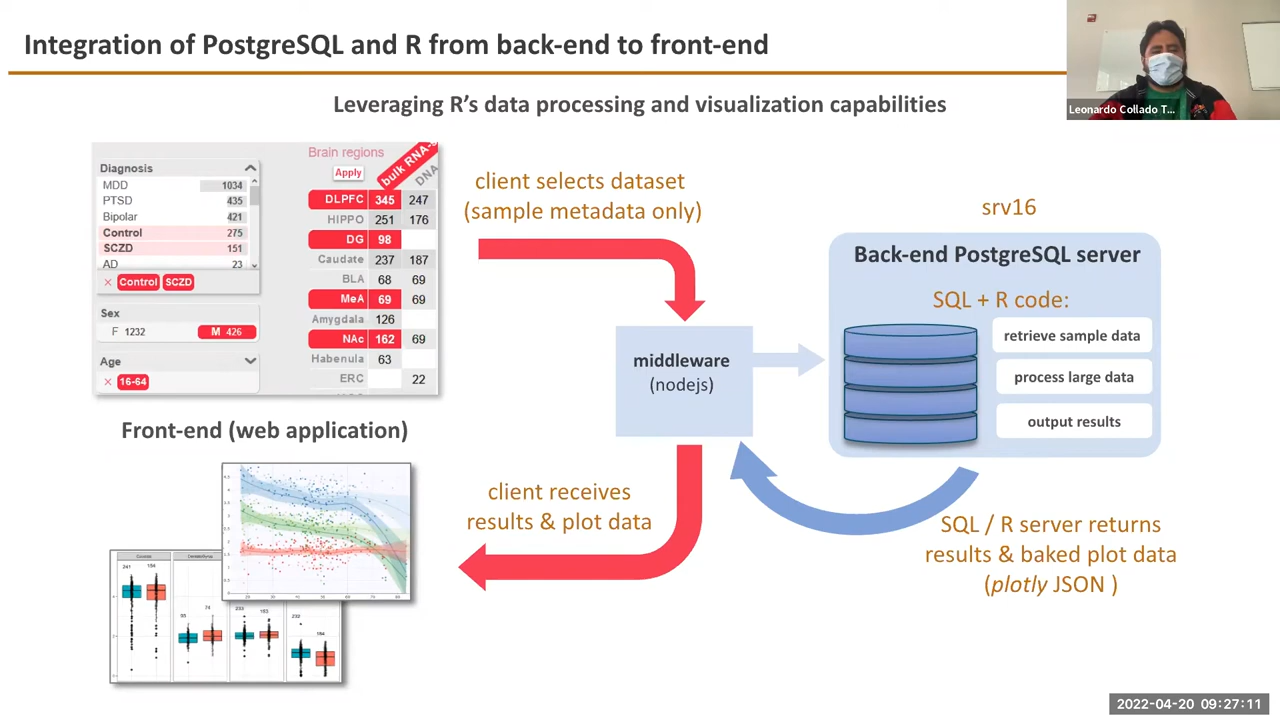 Integration of PostgreSQL and R from back-end to front-end
Leonardo Collado T...
Leveraging R's data processing and visualization capabilities
Diagnosis
MDD 1034
PTSD 435
Bipolar 421
Control 275
SCZD 151
AD 23
× Control SCZD
Sex
F 1232 M 426
Age
× 16-64
Brain regions
Apply
bulk RNA-s
DNA
DLPFC 345 247
HIPPO 251 176
DG 98
Caudate 237 187
BLA 68 69
MeA 69 69
Amygdala 126
NAc 162 69
Habenula 63
ERC 22
client selects dataset
(sample metadata only)
srv16
Back-end PostgreSQL server
SQL + R code:
retrieve sample data
process large data
output results
middleware
(nodejs)
Front-end (web application)
client receives
results & plot data
SQL / R server returns
results & baked plot data
(plotly JSON )
2022-04-20 09:27:11